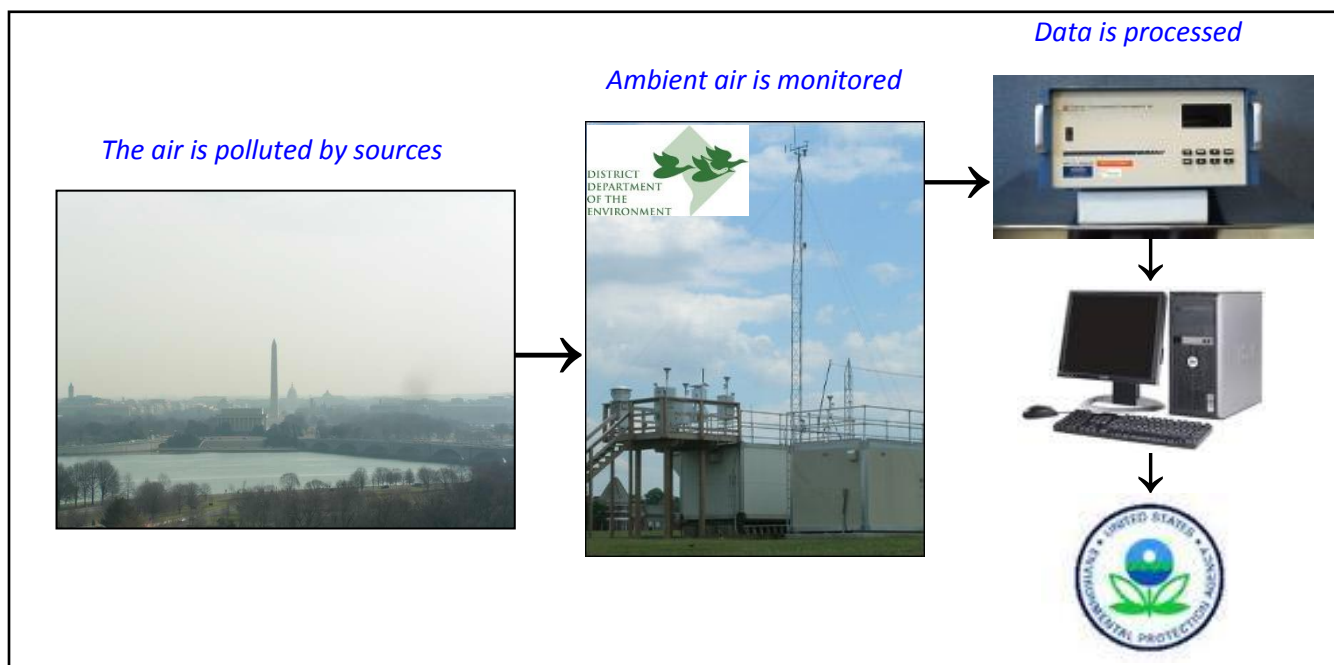 Data is processed
Ambient air is monitored
The air is polluted by sources
DISTRICT
DEPARTMENT
OF THE
ENVIRONMENT
UNITED STATES
ENVIRONMENTAL PROTECTION AGENCY